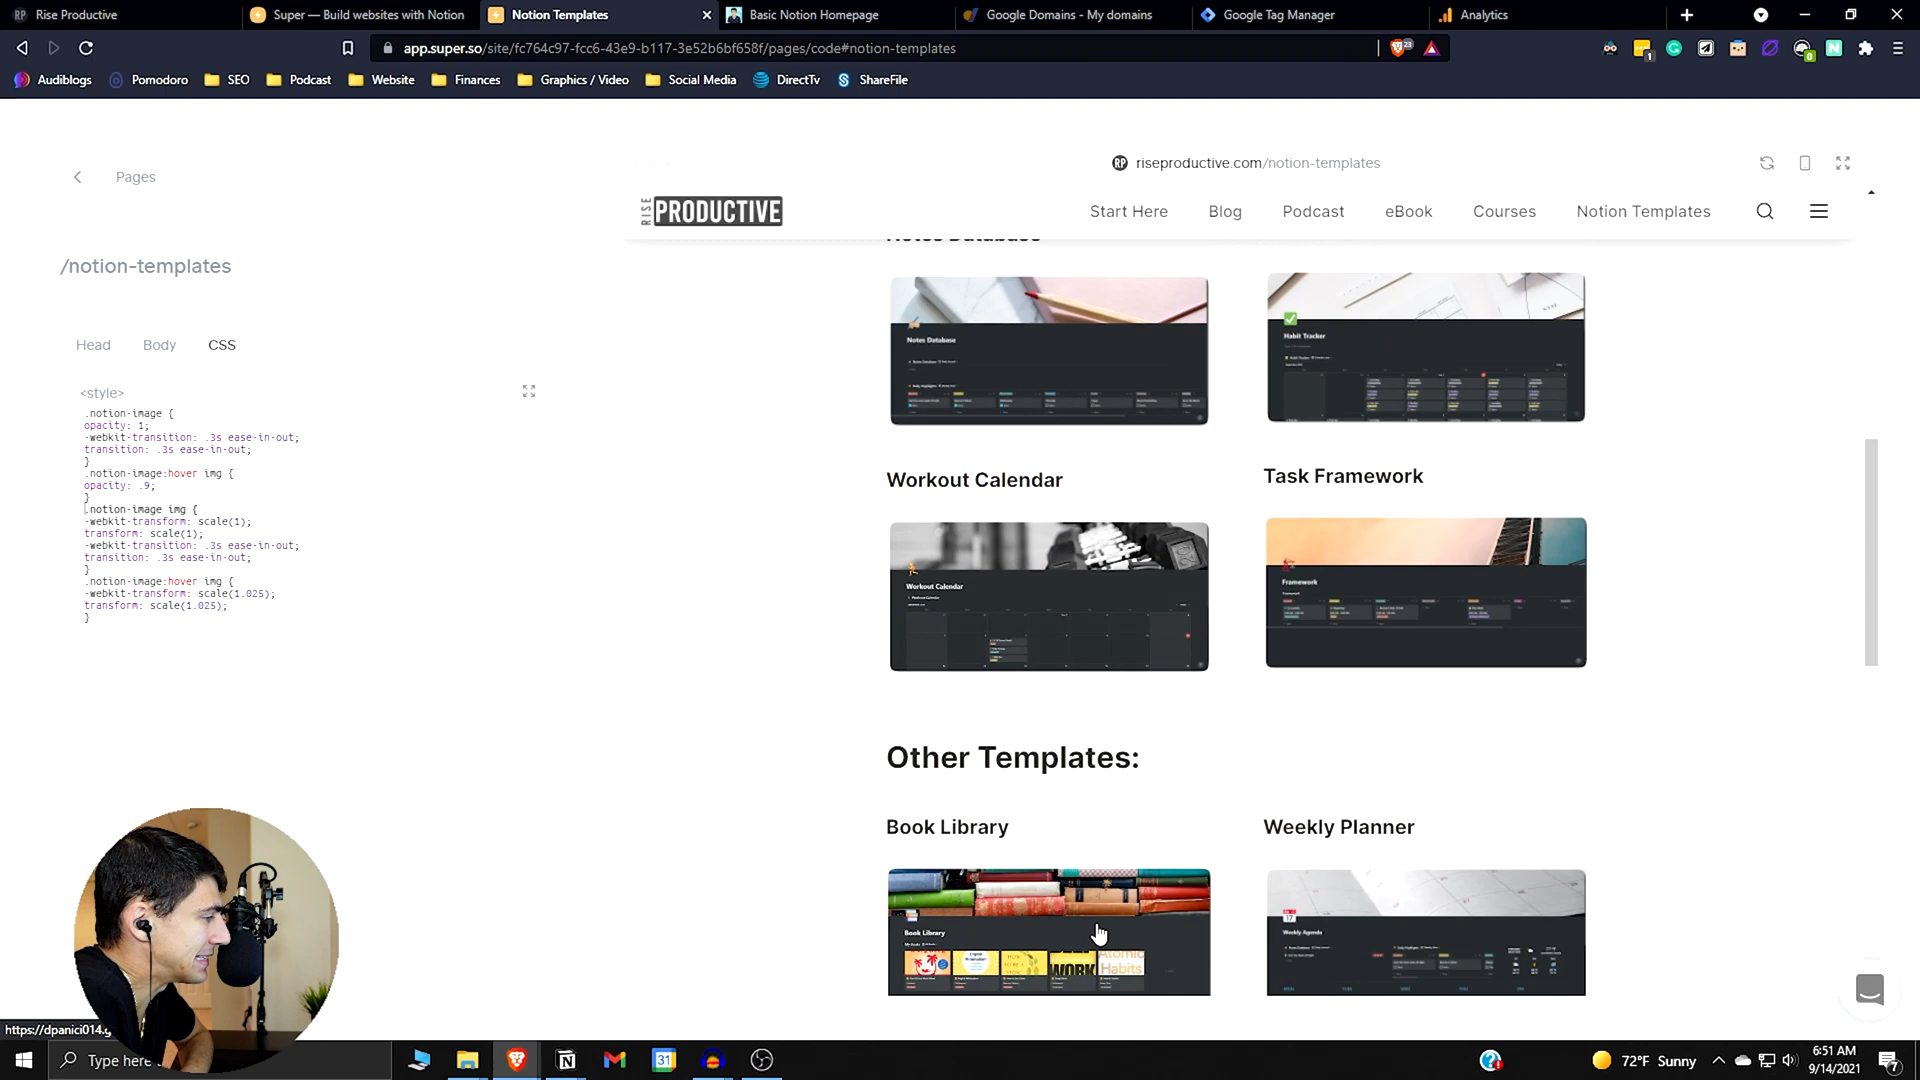 Rise Productive
Super — Build websites with Notion
Notion Templates
Basic Notion Homepage
Google Domains - My domains
Google Tag Manager
Analytics
app.super.so/site/fc764c97-fcc6-43e9-b117-3e52b6bf658f/pages/code#notion-templates
Audiblogs
Pomodoro
SEO
Podcast
Website
Finances
Graphics / Video
Social Media
DirectTv
ShareFile
Pages
riseproductive.com/notion-templates
RISE PRODUCTIVE
Start Here
Blog
Podcast
eBook
Courses
Notion Templates
/notion-templates
Head
Body
CSS
<style>
.notion-image {
opacity: 1;
-webkit-transition: .3s ease-in-out;
transition: .3s ease-in-out;
}
.notion-image:hover img {
opacity: .9;
}
.notion-image img {
-webkit-transform: scale(1);
transform: scale(1);
-webkit-transition: .3s ease-in-out;
transition: .3s ease-in-out;
}
.notion-image:hover img {
-webkit-transform: scale(1.025);
transform: scale(1.025);
}
Notes Database
Notes Database
Habit Tracker
Workout Calendar
Task Framework
Workout Calendar
Framework
Other Templates:
Book Library
Weekly Planner
Book Library
WORK
Atomic
Habits
Weekly Agenda
https://dpanici014.g
Type here
31
72°F Sunny
6:51 AM
9/14/2021